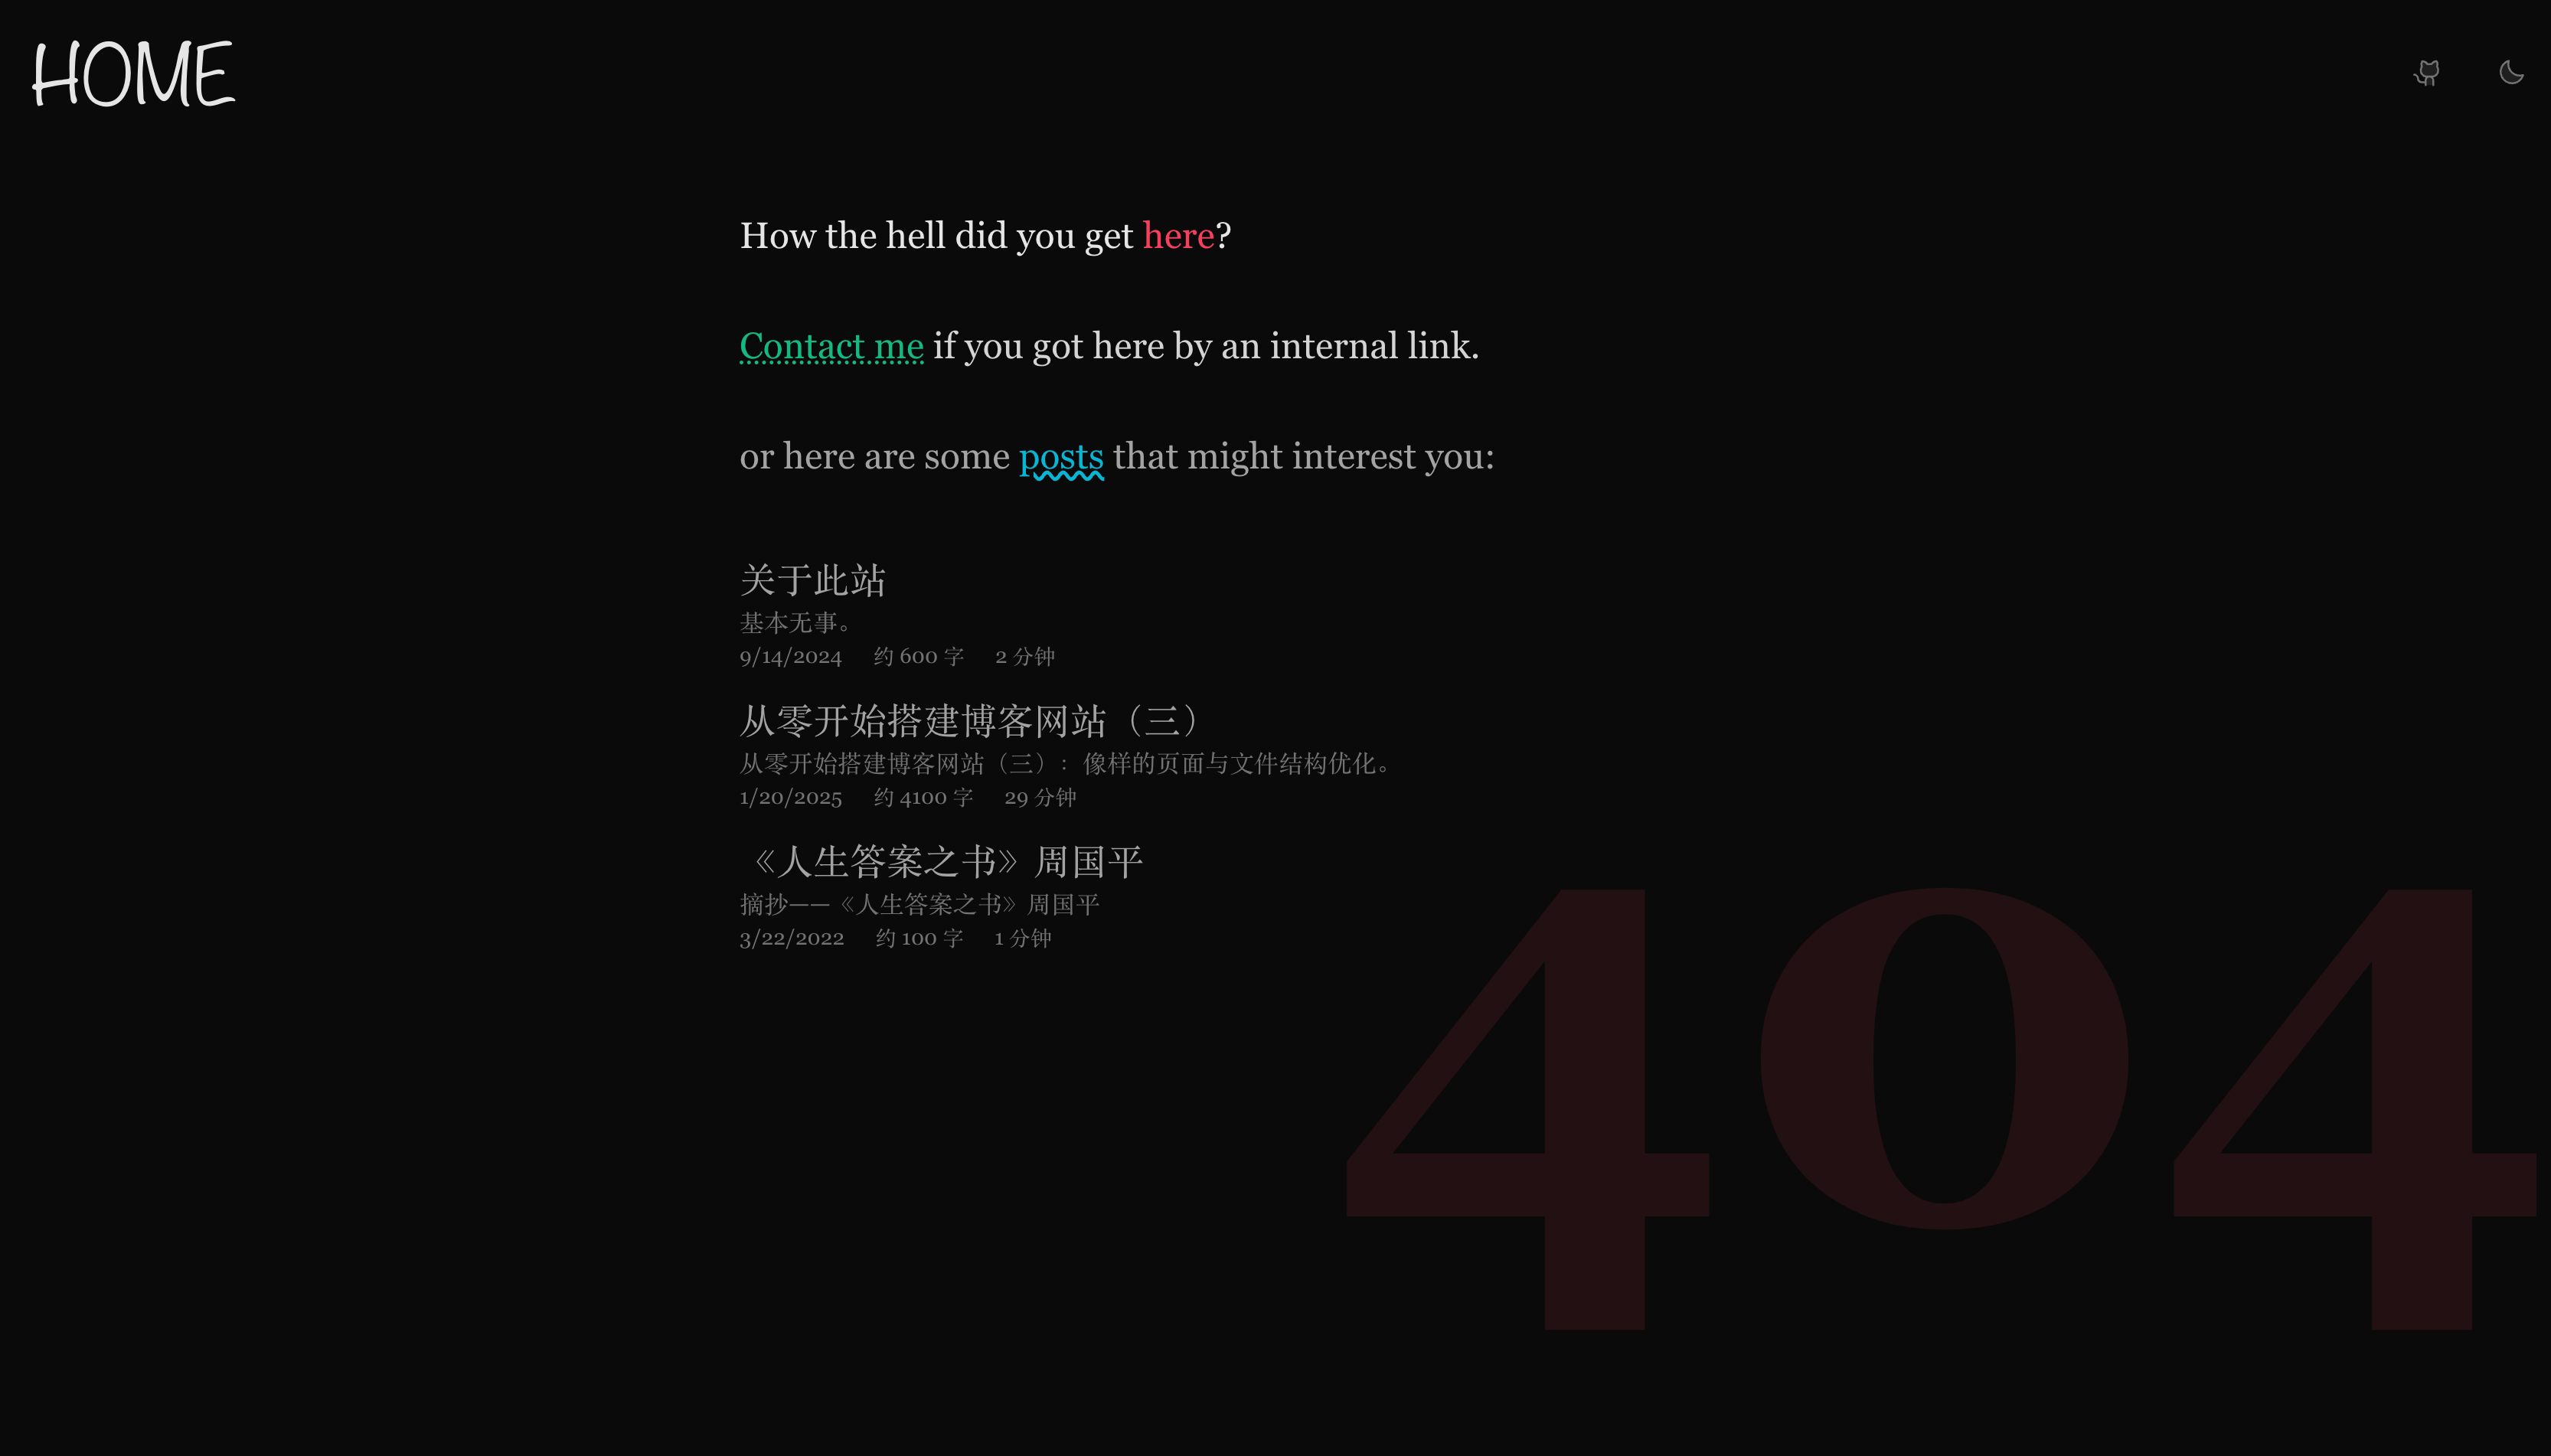 HOME
How the hell did you get here?
Contact me if you got here by an internal link.
or here are some posts that might interest you:
关于此站
基本无事。
9/14/2024 约 600 字 2 分钟
从零开始搭建博客网站（三）
从零开始搭建博客网站（三）：像样的页面与文件结构优化。
1/20/2025 约 4100 字 29 分钟
《人生答案之书》周国平
摘抄——《人生答案之书》周国平
3/22/2022 约 100 字 1 分钟
404